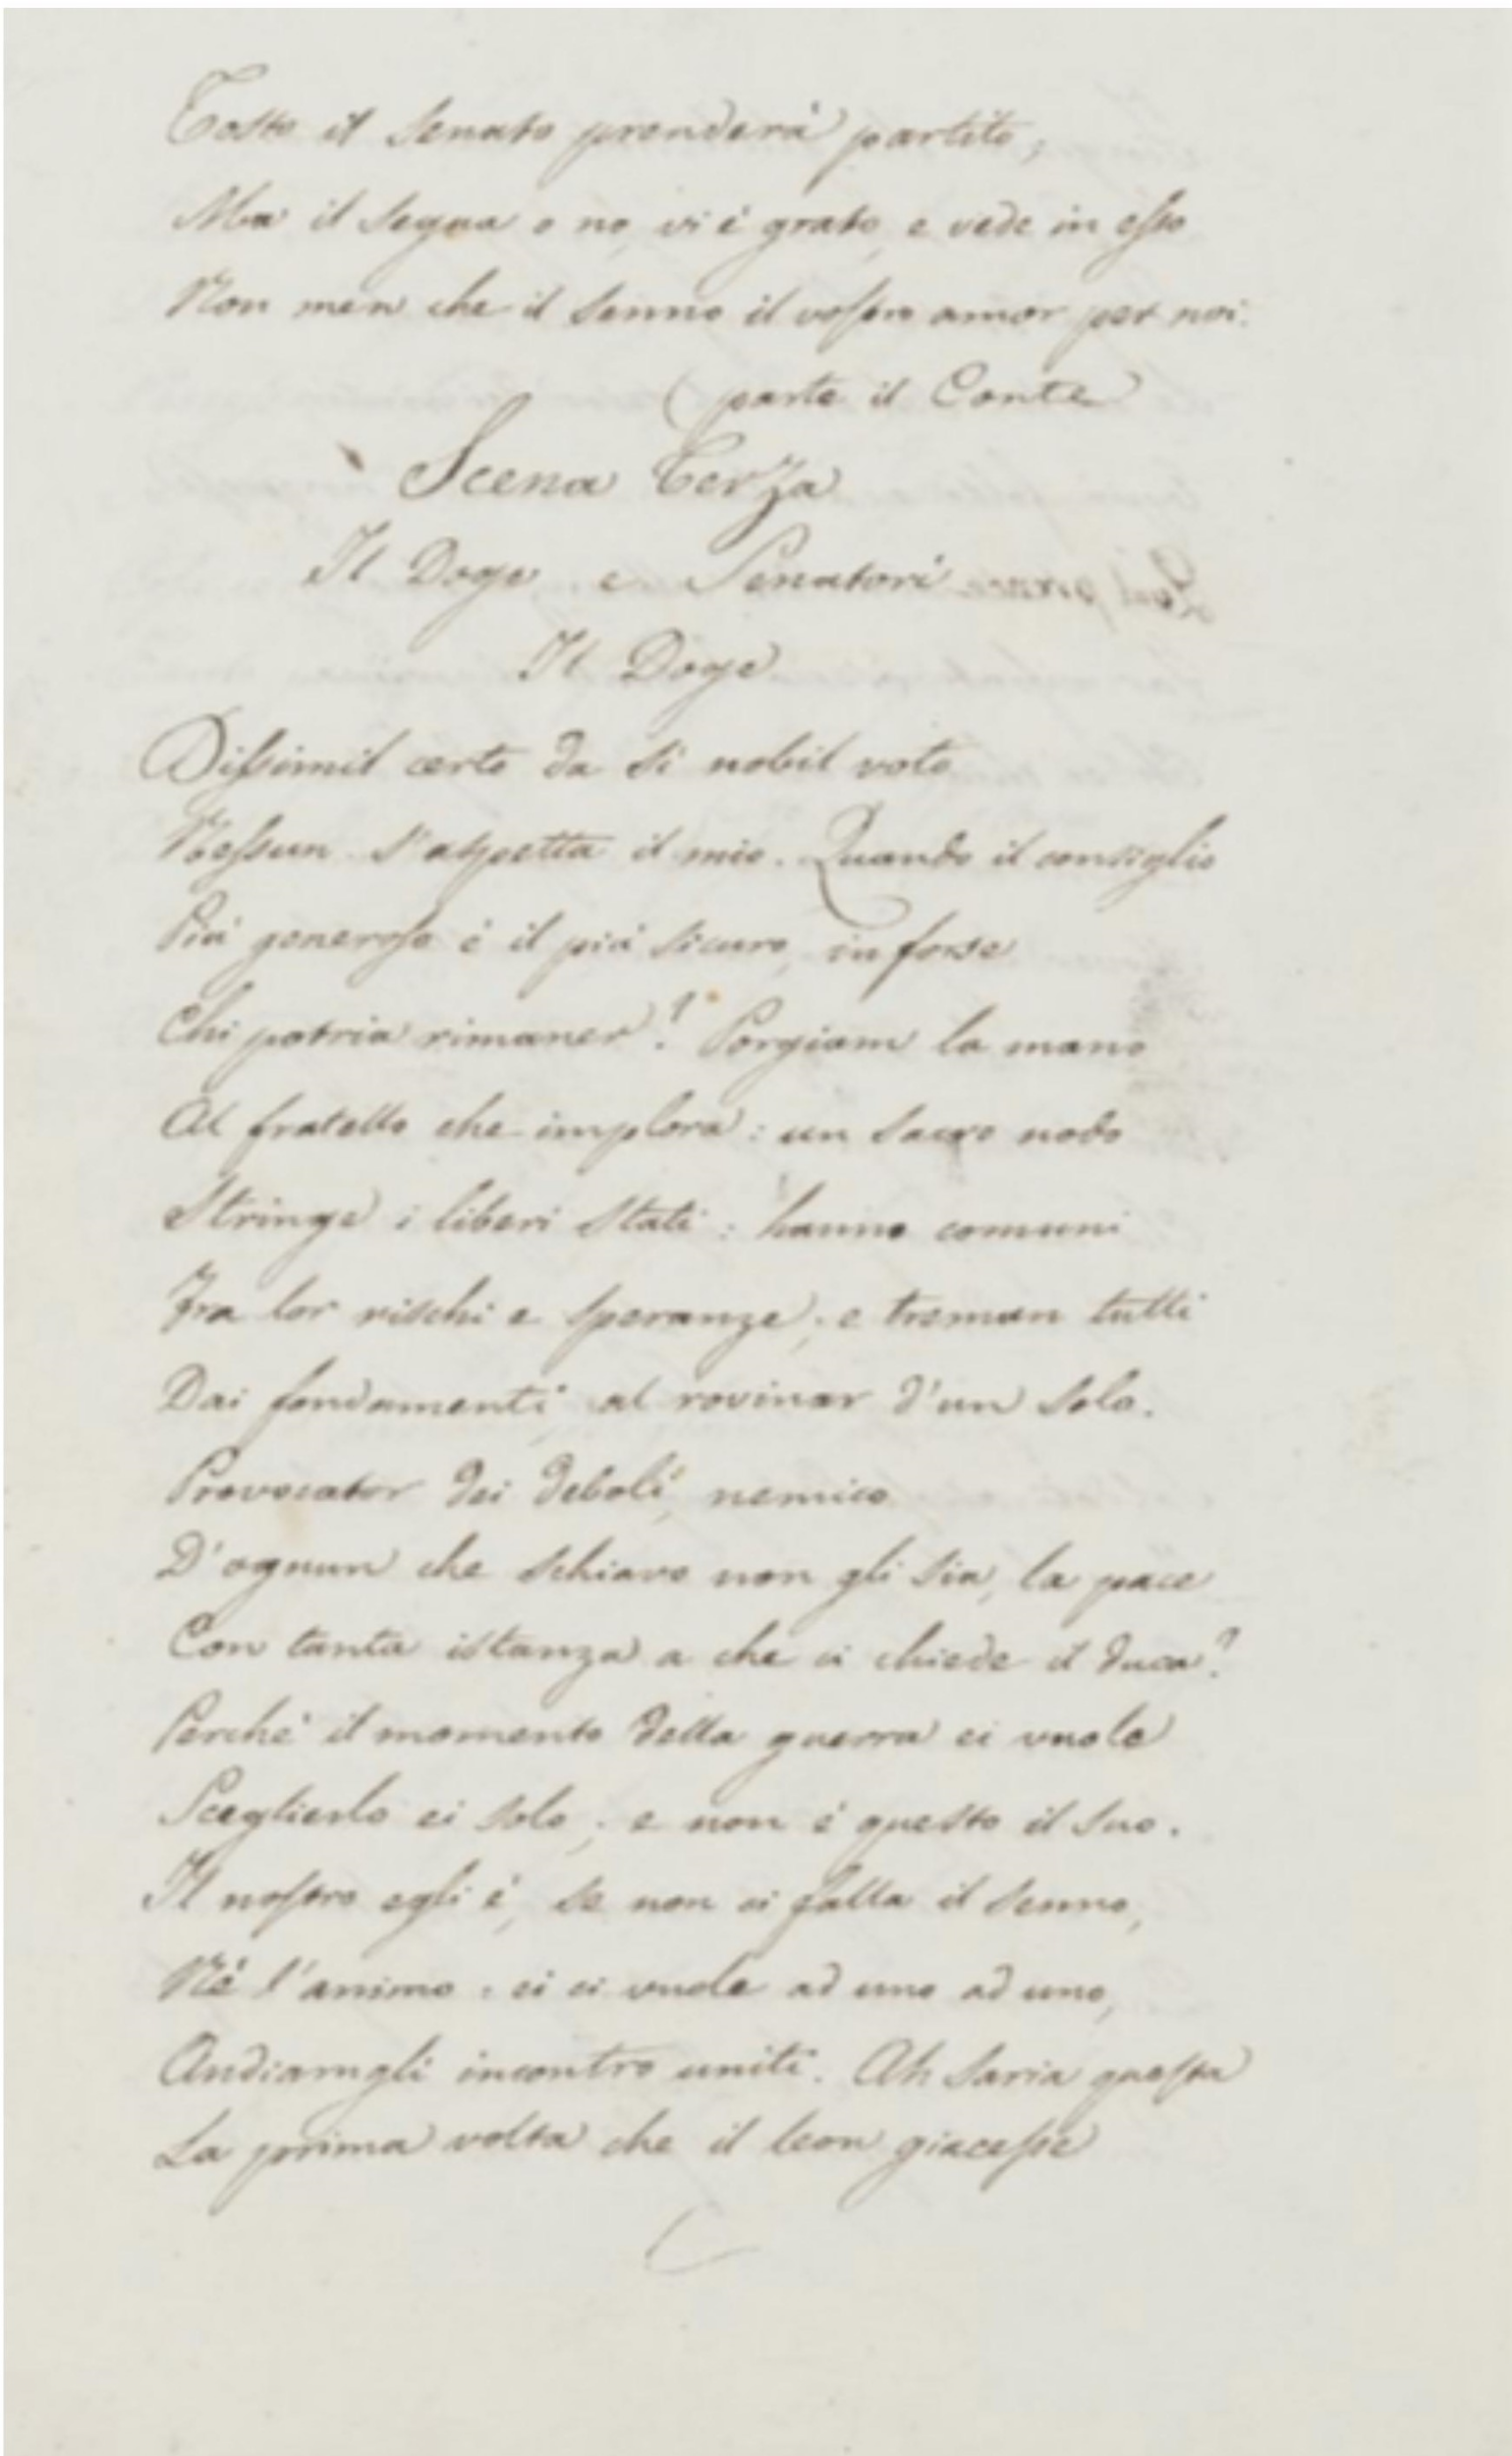 Tosto il Senato prenderà partito;
Ma il segua o no, vi è grato, e vede in esso
Non men che il senno il vostro amor per noi.
(parte il Conte)
Scena Terza
Il Doge e Senatori
Il Doge
Dissimil certo da sì nobil voto
Nessun s'aspetta il mio. Quando il consiglio
Più generoso è il più sicuro, in forse
Chi potria rimaner? Porgiam la mano
Al fratello che implora: un sacro nodo
Stringe i liberi Stati: hanno comuni
Fra lor rischi e speranze; e treman tutti
Dai fondamenti, al rovinar d'un solo.
Provocator dei deboli, nemico
D'ognun che schiavo non gli sia, la pace
Con tanta istanza a che ci chiede il duca?
Perché il momento della guerra ei vuole
Sceglierlo ei solo; e non è questo il suo.
Il nostro egli è, se non ci falla il senno,
Né l'animo: ei ci vuole ad uno ad uno,
Andiamgli incontro uniti. Ah saria questa
La prima volta che il leon giacesse